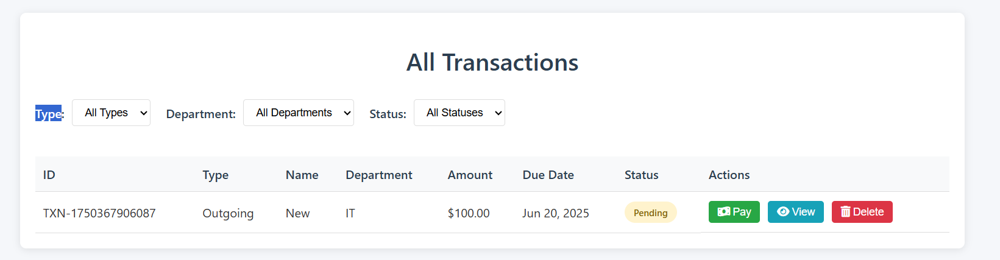 All Transactions
Type: All Types Department: All Departments Status: All Statuses
ID Type Name Department Amount Due Date Status Actions
TXN-1750367906087 Outgoing New IT $100.00 Jun 20, 2025 Pending Pay View Delete